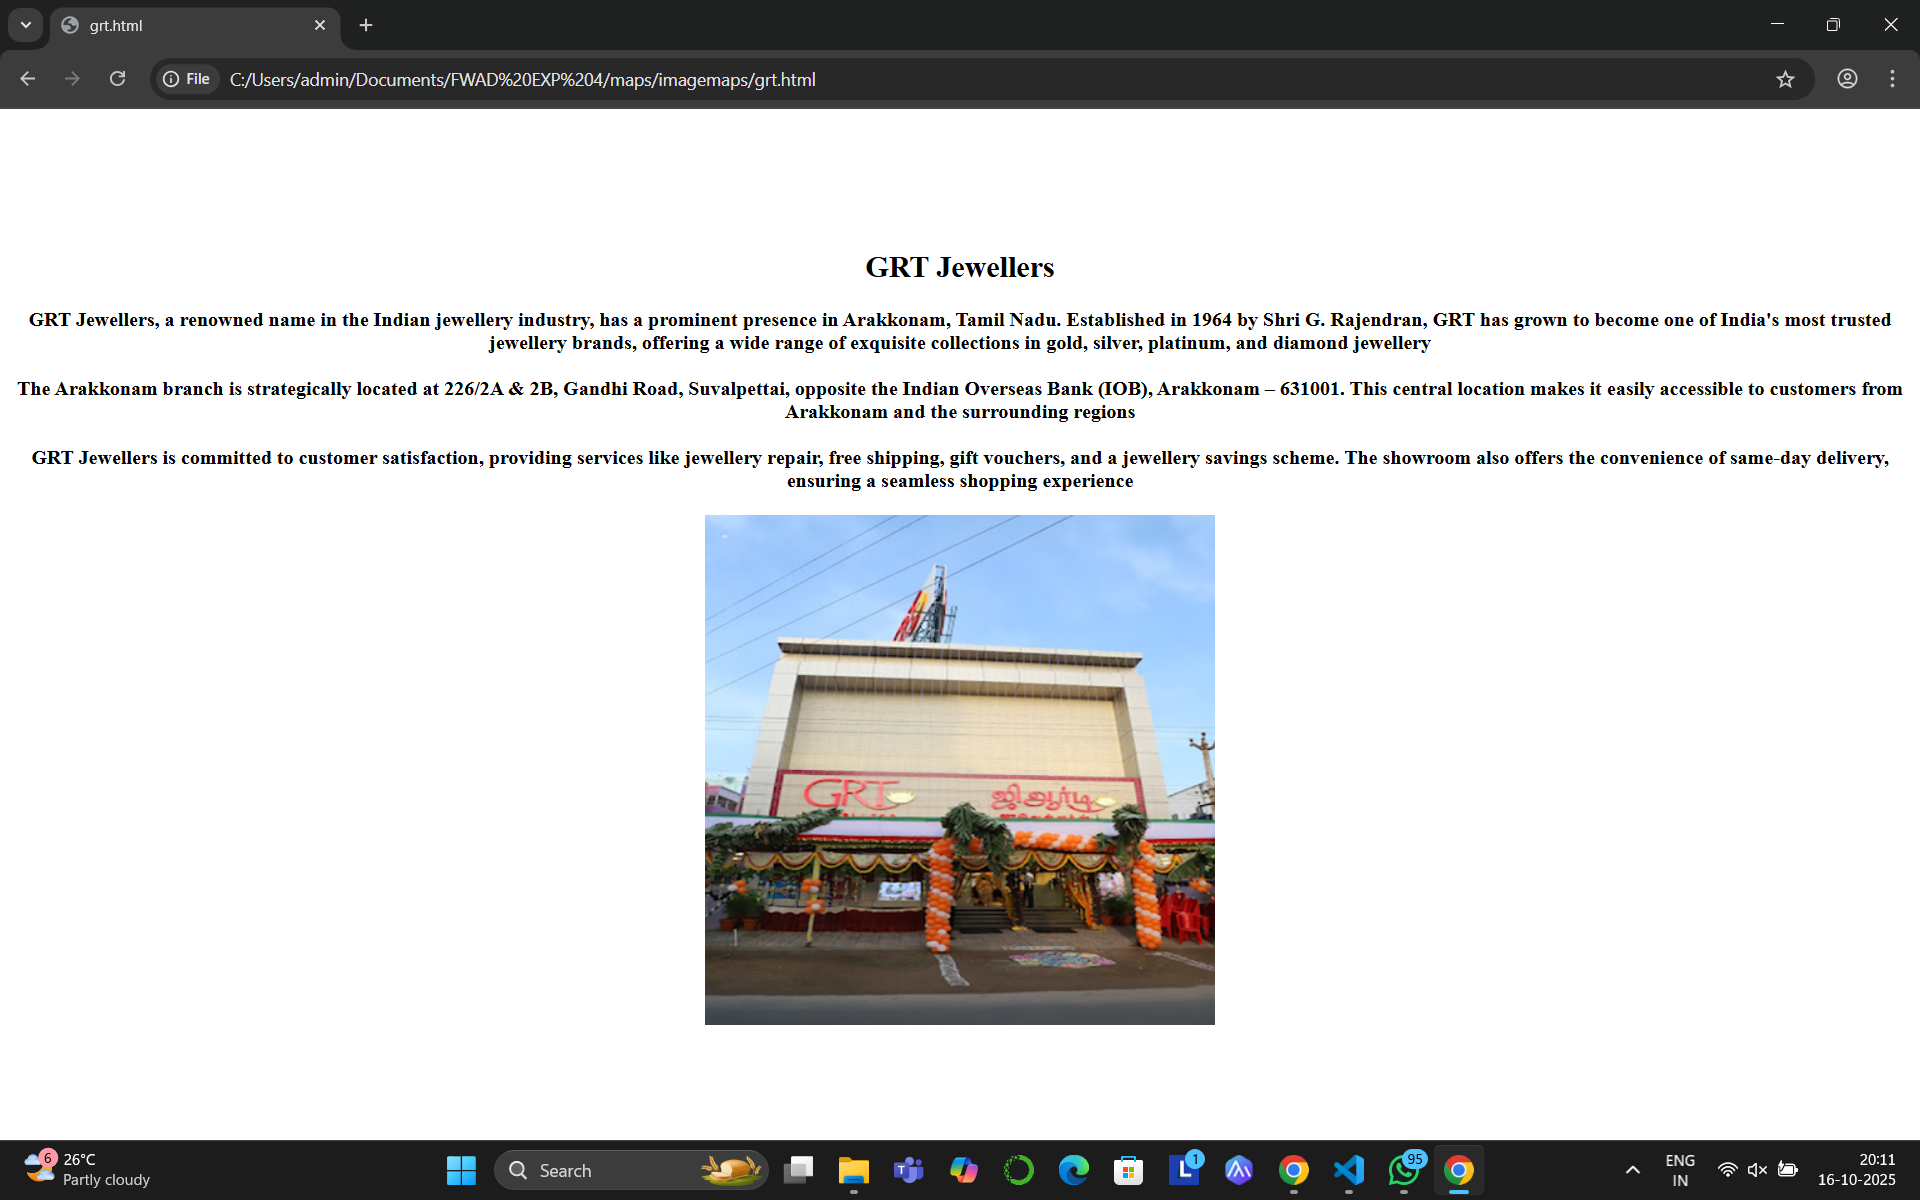 grt.html
File
C:/Users/admin/Documents/FWAD%20EXP%204/maps/imagemaps/grt.html
GRT Jewellers
GRT Jewellers, a renowned name in the Indian jewellery industry, has a prominent presence in Arakkonam, Tamil Nadu. Established in 1964 by Shri G. Rajendran, GRT has grown to become one of India's most trusted
jewellery brands, offering a wide range of exquisite collections in gold, silver, platinum, and diamond jewellery
The Arakkonam branch is strategically located at 226/2A & 2B, Gandhi Road, Suvalpettai, opposite the Indian Overseas Bank (IOB), Arakkonam – 631001. This central location makes it easily accessible to customers from
Arakkonam and the surrounding regions
GRT Jewellers is committed to customer satisfaction, providing services like jewellery repair, free shipping, gift vouchers, and a jewellery savings scheme. The showroom also offers the convenience of same-day delivery,
ensuring a seamless shopping experience
GRT
ஜிஆர்டி
6
26°C
Partly cloudy
Search
L
1
95
ENG
IN
20:11
16-10-2025